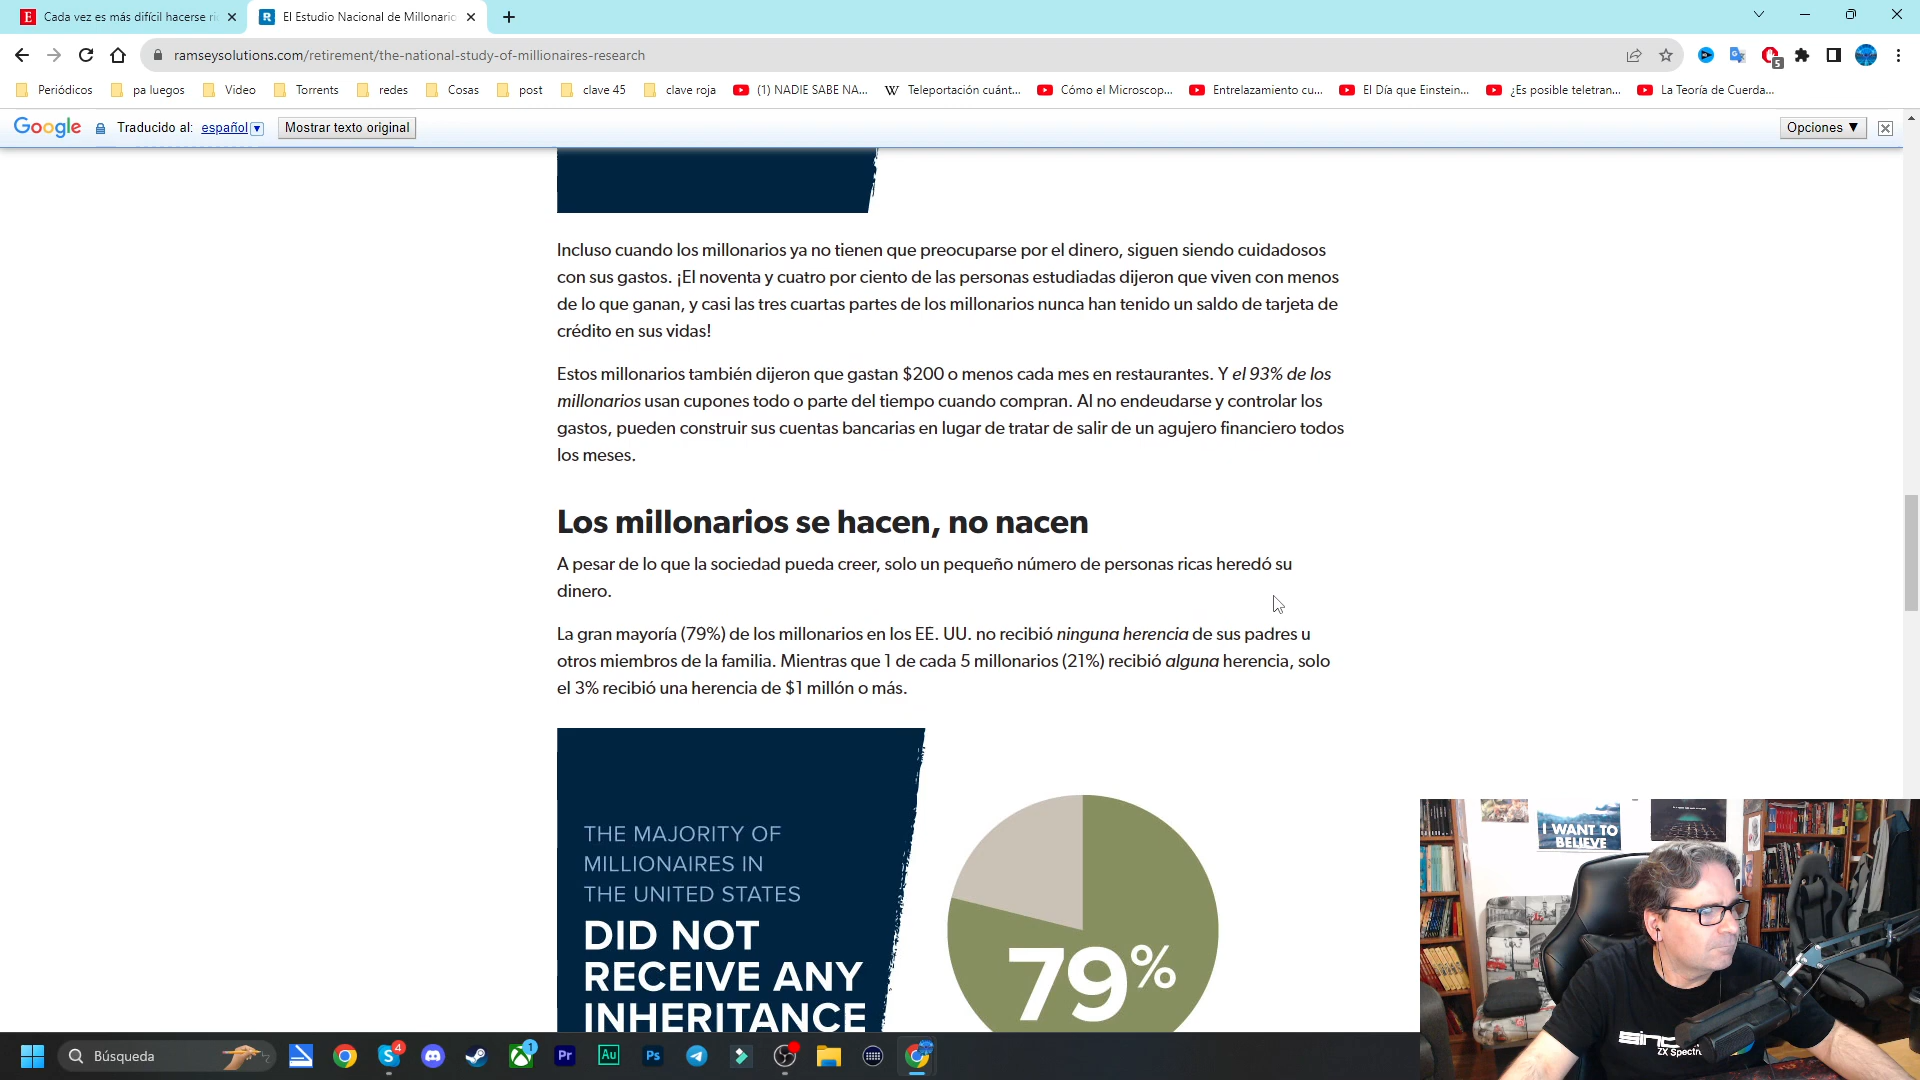 Cada vez es más difícil hacerse ri
El Estudio Nacional de Millonario
ramseysolutions.com/retirement/the-national-study-of-millionaires-research
5
Periódicos
pa luegos
Video
Torrents
redes
Cosas
post
clave 45
clave roja
(1) NADIE SABE NA...
W Teleportación cuánt...
Cómo el Microscop...
Entrelazamiento cu...
El Día que Einstein...
¿Es posible teletran...
La Teoría de Cuerda...
Google Traducido al: español Mostrar texto original
Opciones ▼
Incluso cuando los millonarios ya no tienen que preocuparse por el dinero, siguen siendo cuidadosos
con sus gastos. ¡El noventa y cuatro por ciento de las personas estudiadas dijeron que viven con menos
de lo que ganan, y casi las tres cuartas partes de los millonarios nunca han tenido un saldo de tarjeta de
crédito en sus vidas!
Estos millonarios también dijeron que gastan $200 o menos cada mes en restaurantes. Y el 93% de los
millonarios usan cupones todo o parte del tiempo cuando compran. Al no endeudarse y controlar los
gastos, pueden construir sus cuentas bancarias en lugar de tratar de salir de un agujero financiero todos
los meses.
Los millonarios se hacen, no nacen
A pesar de lo que la sociedad pueda creer, solo un pequeño número de personas ricas heredó su
dinero.
La gran mayoría (79%) de los millonarios en los EE. UU. no recibió ninguna herencia de sus padres u
otros miembros de la familia. Mientras que 1 de cada 5 millonarios (21%) recibió alguna herencia, solo
el 3% recibió una herencia de $1 millón o más.
THE MAJORITY OF
MILLIONAIRES IN
THE UNITED STATES
DID NOT
RECEIVE ANY
INHERITANCE
79%
I WANT TO
BELIEVE
ZX Spectru
Búsqueda
4
1
Pr
Au
Ps